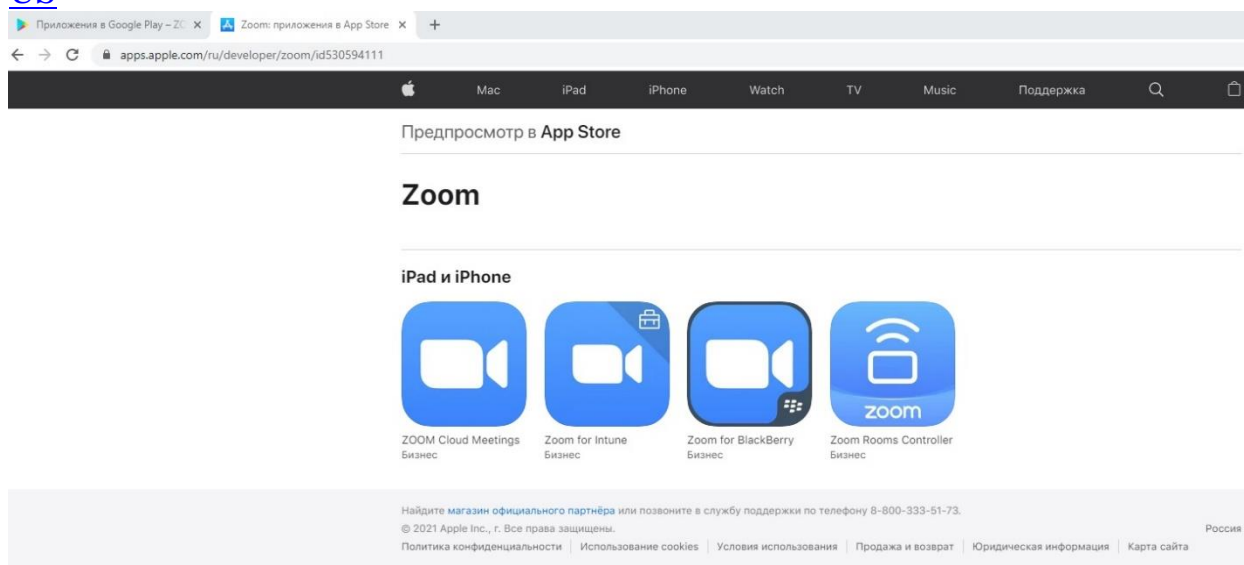 US
Приложения в Google Play – ZO
Zoom: приложения в App Store
apps.apple.com/ru/developer/zoom/id530594111
Mac iPad iPhone Watch TV Music Поддержка
Предпросмотр в App Store
Zoom
iPad и iPhone
zoom
ZOOM Cloud Meetings Zoom for Intune Zoom for BlackBerry Zoom Rooms Controller
Бизнес Бизнес Бизнес Бизнес
Найдите магазин официального партнёра или позвоните в службу поддержки по телефону 8-800-333-51-73.
© 2021 Apple Inc., г. Все права защищены. Россия
Политика конфиденциальности Использование cookies Условия использования Продажа и возврат Юридическая информация Карта сайта